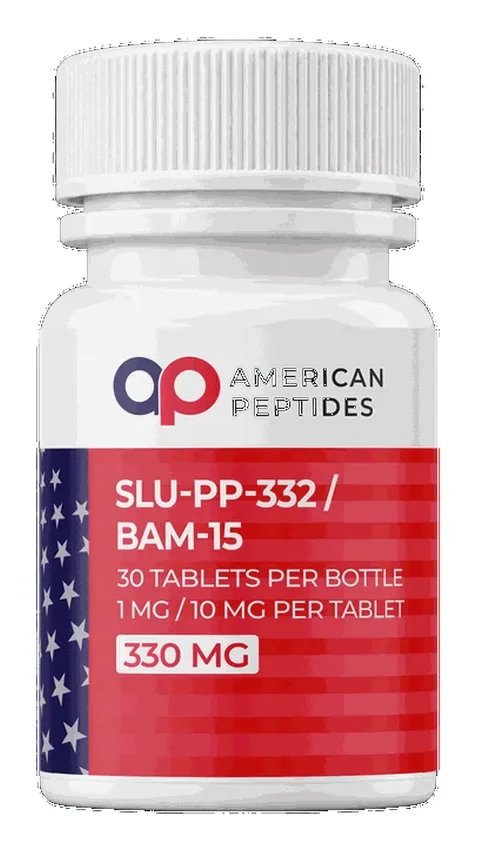 ap AMERICAN
PEPTIDES
SLU-PP-332 /
BAM-15
30 TABLETS PER BOTTLE
1 MG / 10 MG PER TABLET
330 MG